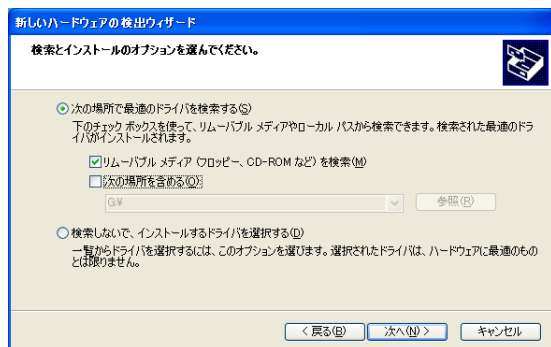 新しいハードウェアの検出ウィザード
検索とインストールのオプションを選んでください。
次の場所で最適のドライバを検索する(S)
下のチェック ボックスを使って、リムーバブル メディアやローカル パスから検索できます。検索された最適のドラ
イバがインストールされます。
リムーバブル メディア (フロッピー、CD-ROM など) を検索(M)
次の場所を含める(O):
G:¥
参照(R)
検索しないで、インストールするドライバを選択する(D)
一覧からドライバを選択するには、このオプションを選びます。選択されたドライバは、ハードウェアに最適のもの
とは限りません。
< 戻る(B)
次へ(N) >
キャンセル